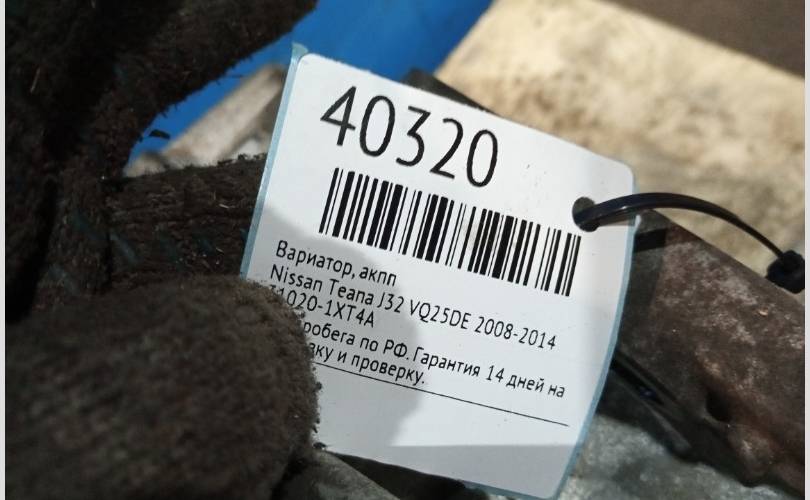 40320
Вариатор, акпп
Nissan Teana J32 VQ25DE 2008-2014
31020-1XT4A
пробега по РФ. Гарантия 14 дней на
и проверку.